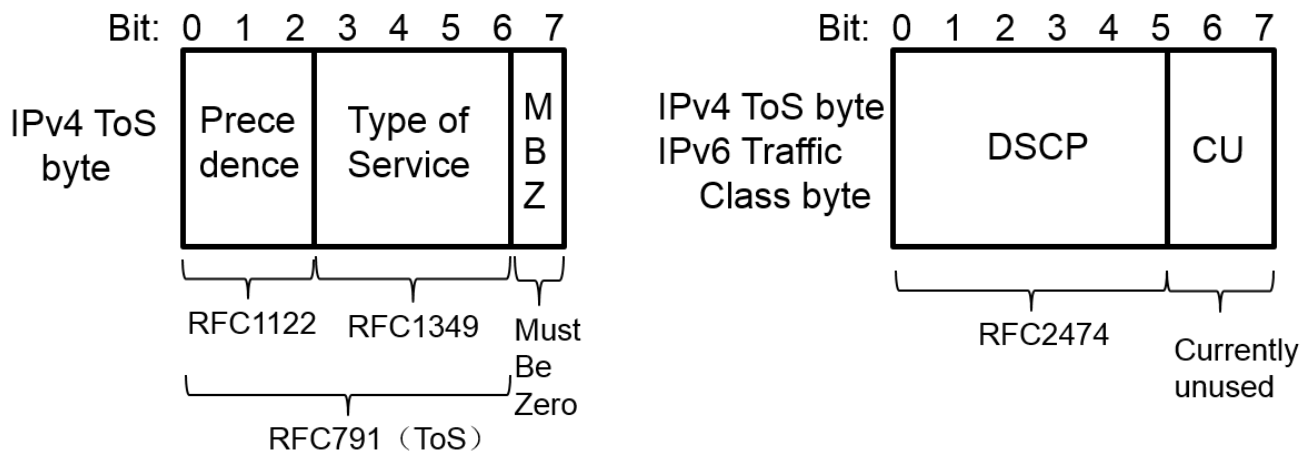 Bit: 0 1 2 3 4 5 6 7
IPv4 ToS
byte
Prece
dence
Type of
Service
M
B
Z
RFC1122
RFC1349
Must
Be
Zero
RFC791（ToS）
Bit: 0 1 2 3 4 5 6 7
IPv4 ToS byte
IPv6 Traffic
Class byte
DSCP
CU
RFC2474
Currently
unused